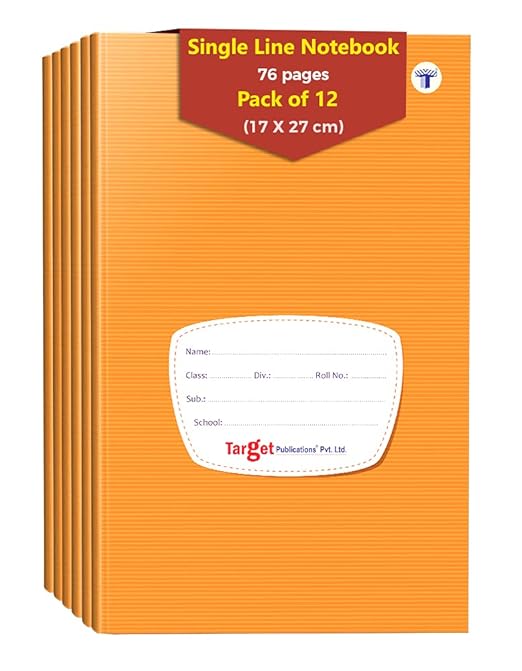 Single Line Notebook
76 pages
Pack of 12
(17 X 27 cm)
T
Name:
Class: Div.: Roll No.:
Sub.:
School:
Target Publications® Pvt. Ltd.